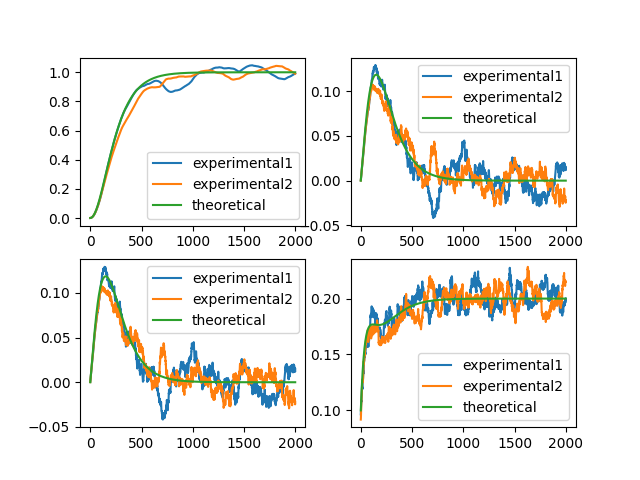 1.0
0.8
0.6
0.4
0.2
0.0
experimental1
experimental2
theoretical
0 500 1000 1500 2000
0.10
0.05
0.00
0.05
experimental1
experimental2
theoretical
0 500 1000 1500 2000
0.10
0.05
0.00
−0.05
experimental1
experimental2
theoretical
0 500 1000 1500 2000
0.20
0.15
0.10
experimental1
experimental2
theoretical
0 500 1000 1500 2000